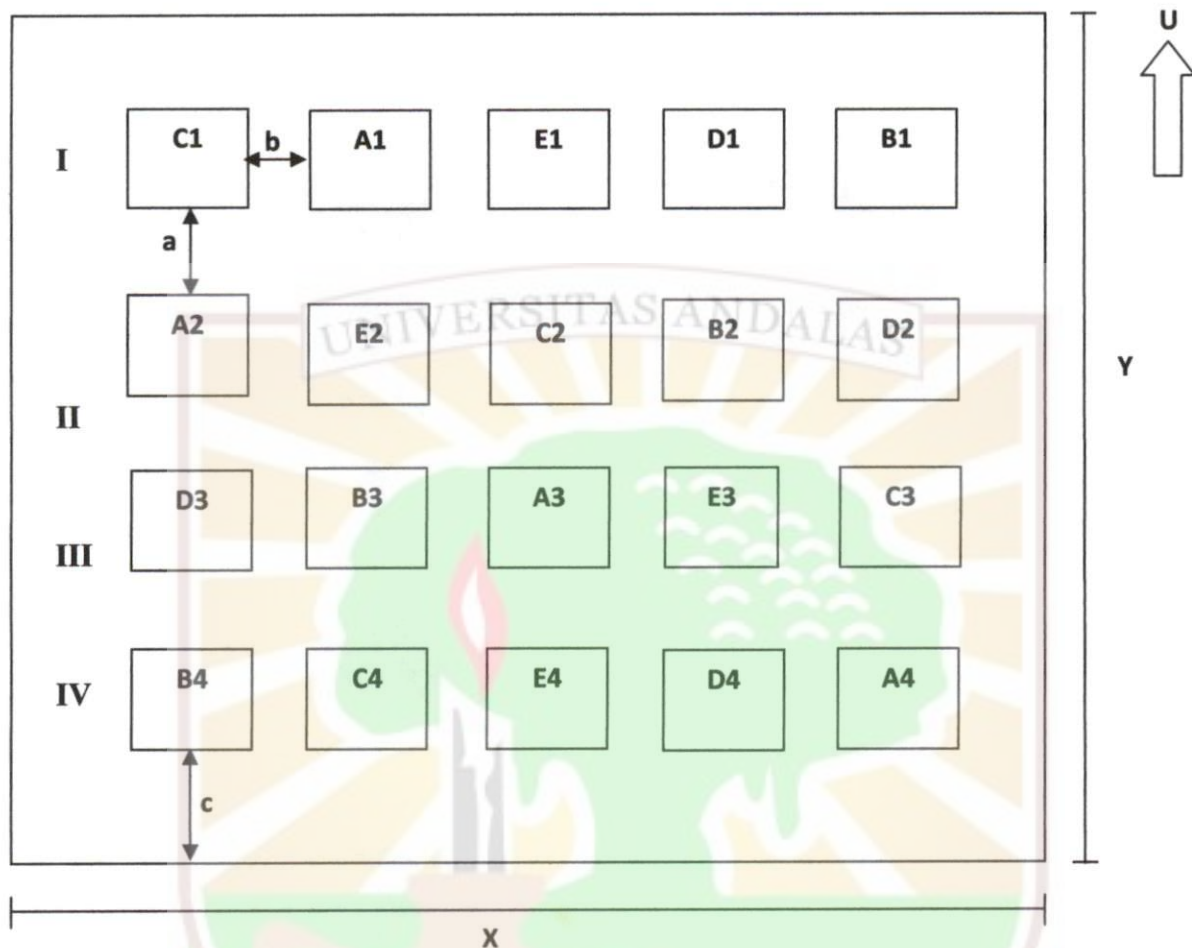 U
I C1 b A1 E1 D1 B1
a
A2 E2 C2 B2 D2
UNIVERSITAS ANDALAS
Y
II
D3 B3 A3 E3 C3
III
IV B4 C4 E4 D4 A4
c
X